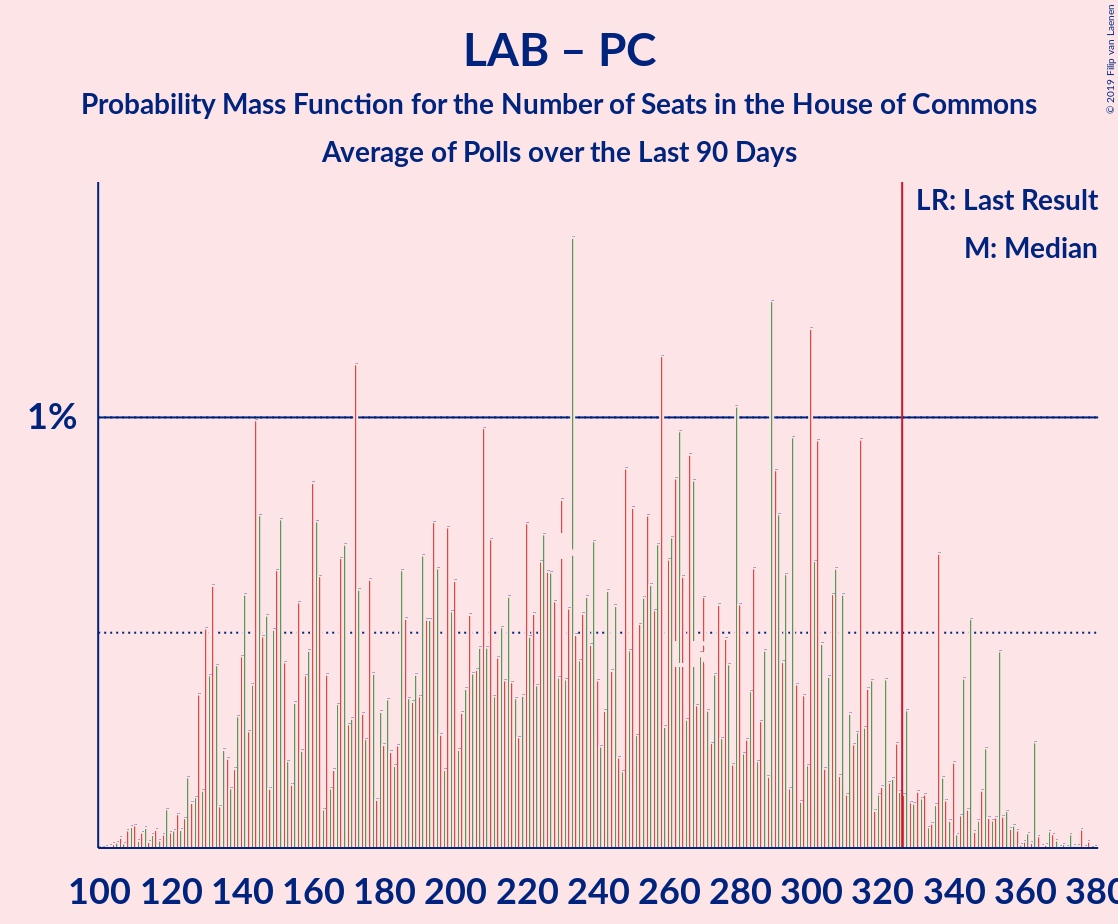 LAB – PC
Probability Mass Function for the Number of Seats in the House of Commons
Average of Polls over the Last 90 Days
© 2019 Filip van Laenen
LR: Last Result
M: Median
1%
100 120 140 160 180 200 220 240 260 280 300 320 340 360 380